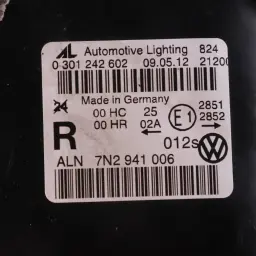 AL Automotive Lighting 824
0 301 242 602 09.05.12 21200
Made in Germany
00 HC 25 E1 2851
00 HR 02A 2852
R 012s
ALN 7N2 941 006